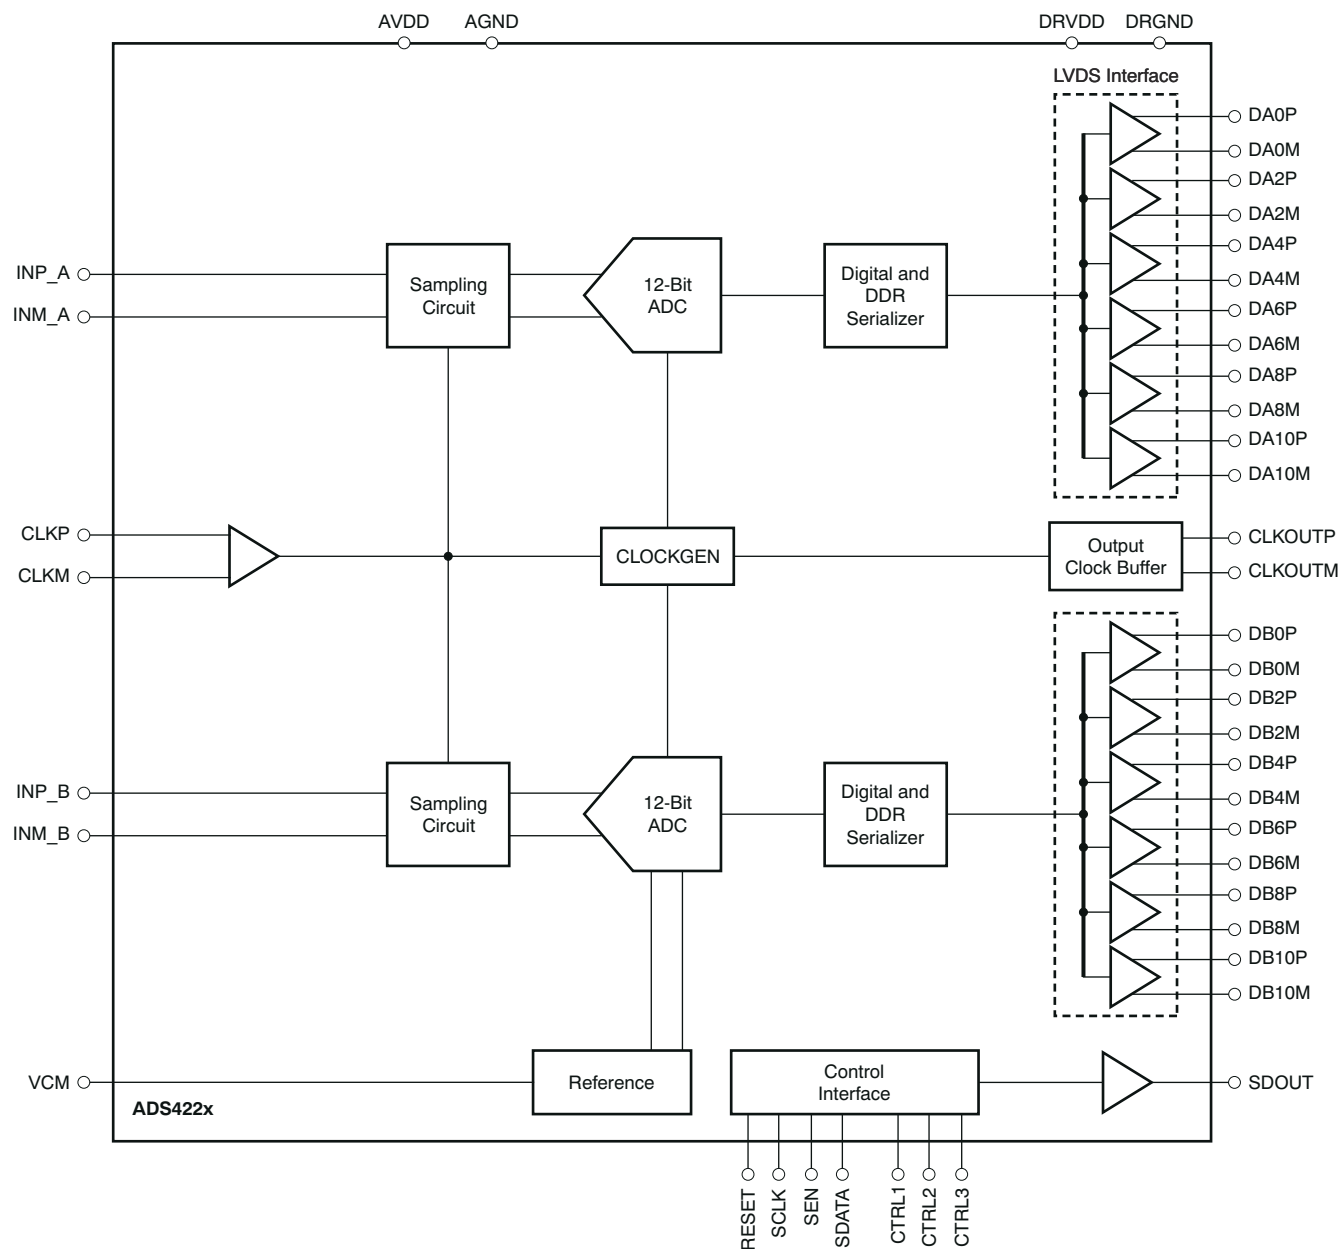 AVDD
AGND
DRVDD
DRGND
LVDS Interface
DA0P
DA0M
DA2P
DA2M
DA4P
DA4M
DA6P
DA6M
DA8P
DA8M
DA10P
DA10M
INP_A
INM_A
Sampling
Circuit
12-Bit
ADC
Digital and
DDR
Serializer
CLKP
CLKM
CLOCKGEN
Output
Clock Buffer
CLKOUTP
CLKOUTM
DB0P
DB0M
DB2P
DB2M
DB4P
DB4M
DB6P
DB6M
DB8P
DB8M
DB10P
DB10M
INP_B
INM_B
Sampling
Circuit
12-Bit
ADC
Digital and
DDR
Serializer
VCM
Reference
Control
Interface
SDOUT
ADS422x
RESET
SCLK
SEN
SDATA
CTRL1
CTRL2
CTRL3